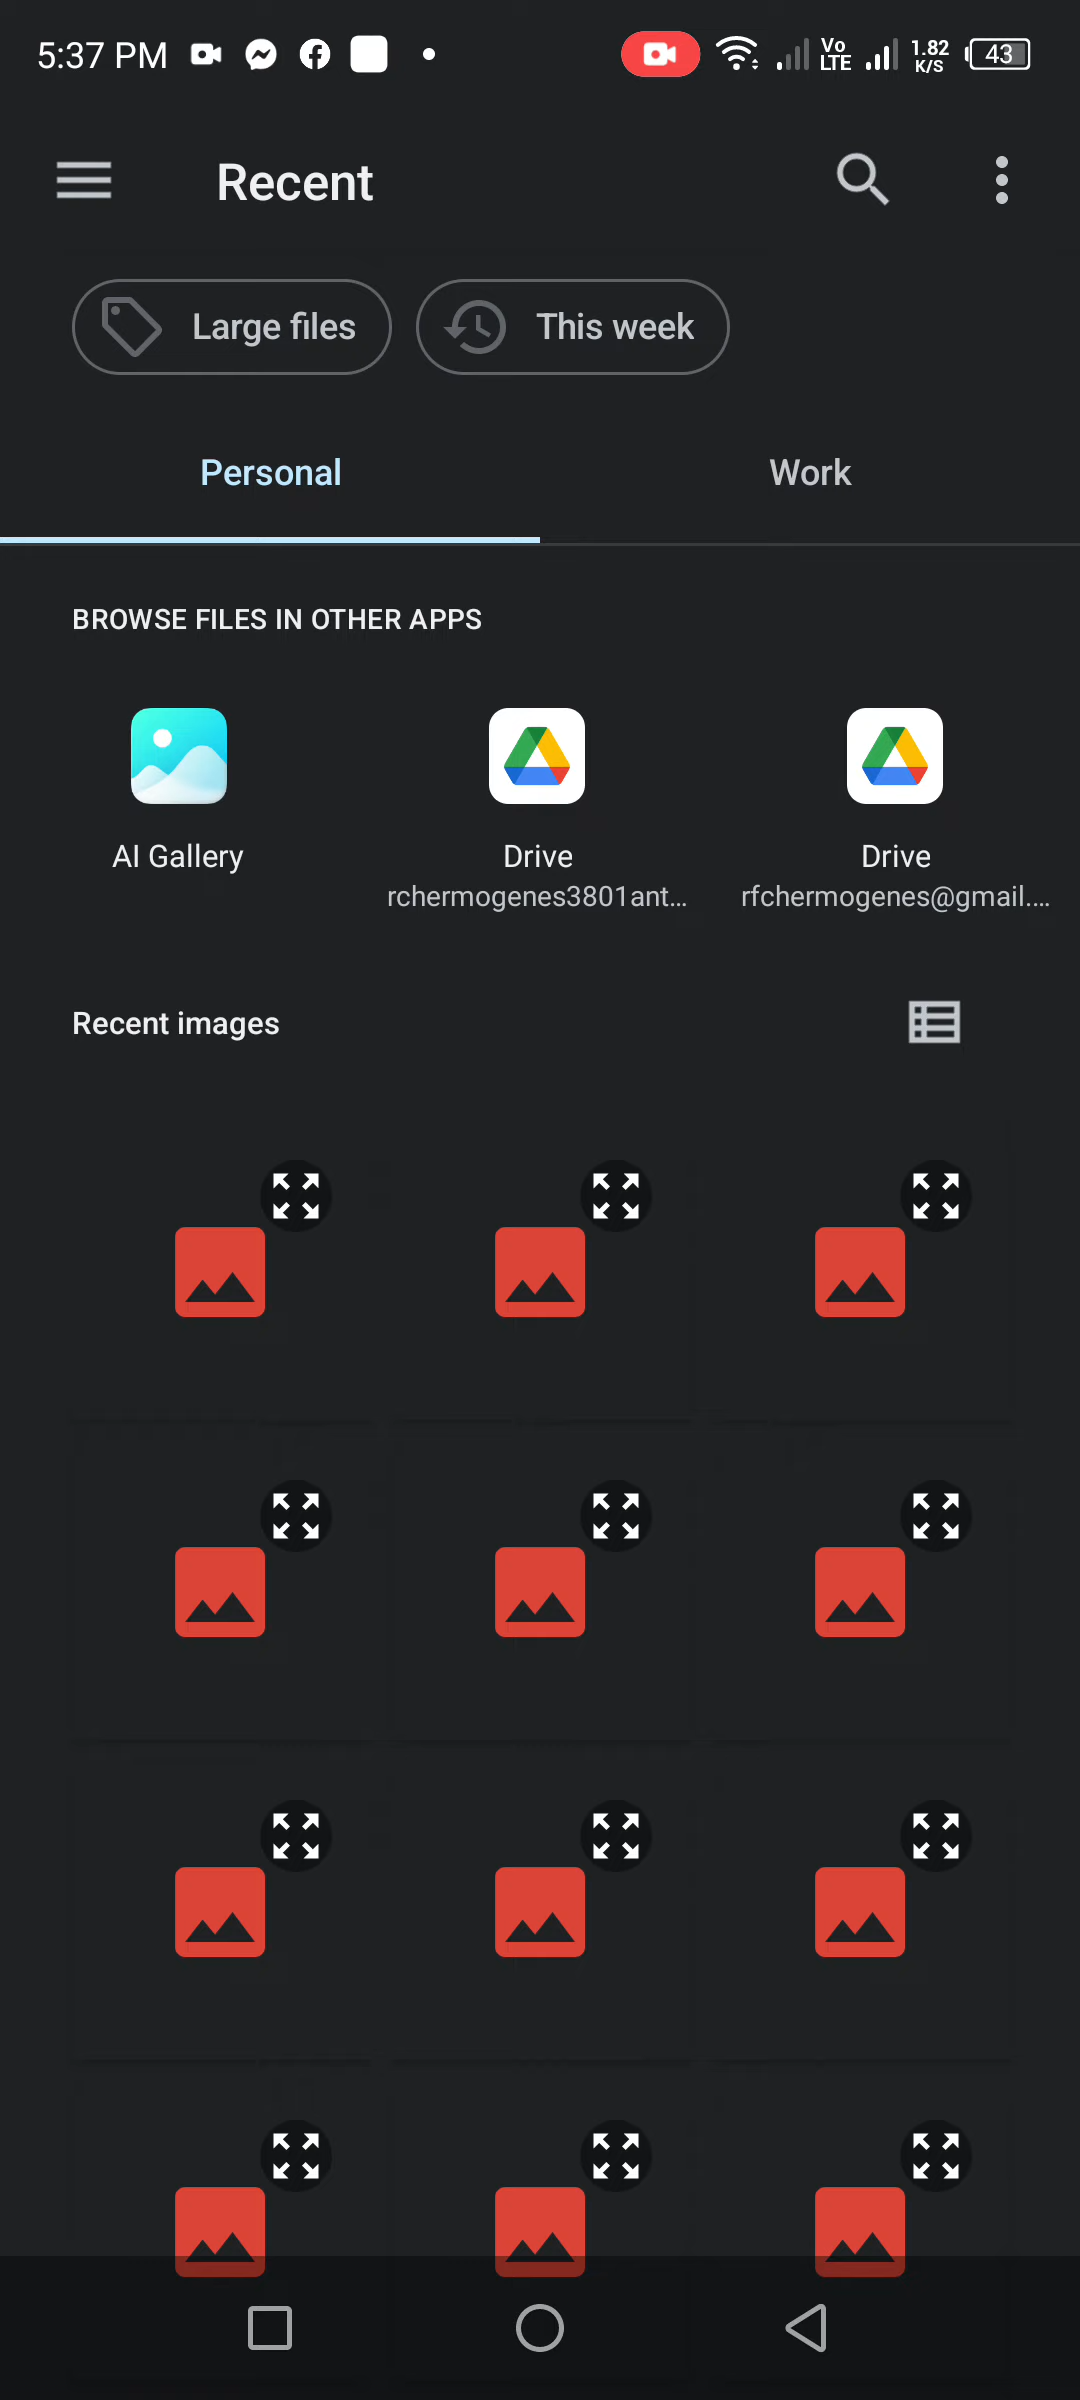 5:37 PM
Vo
LTE
1.82
K/S
43
Recent
Large files
This week
Personal
Work
BROWSE FILES IN OTHER APPS
AI Gallery
Drive
rchermogenes3801ant...
Drive
rfchermogenes@gmail....
Recent images